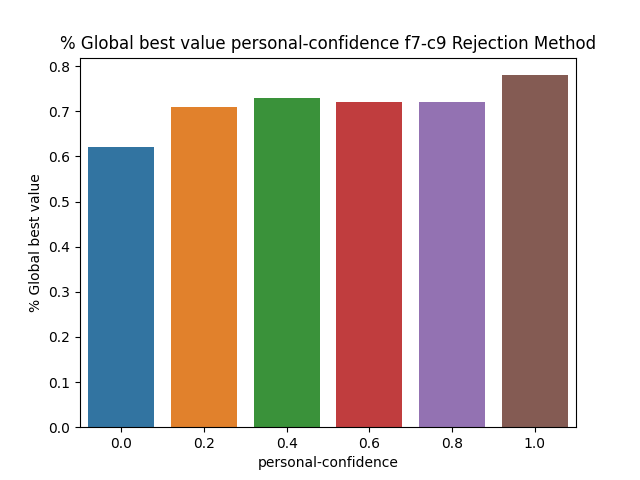 % Global best value personal-confidence f7-c9 Rejection Method
% Global best value
0.8
0.7
0.6
0.5
0.4
0.3
0.2
0.1
0.0
0.0 0.2 0.4 0.6 0.8 1.0
personal-confidence